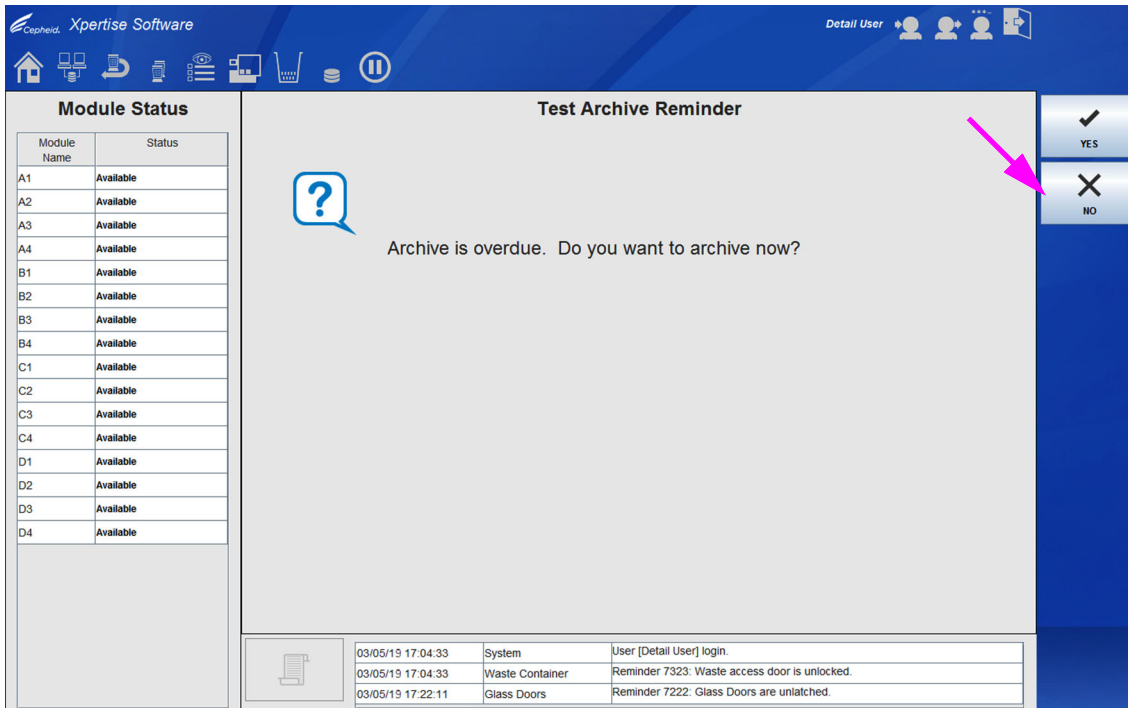 Cepheid. Xpertise Software
Detail User
Module Status
Module Name Status
A1 Available
A2 Available
A3 Available
A4 Available
B1 Available
B2 Available
B3 Available
B4 Available
C1 Available
C2 Available
C3 Available
C4 Available
D1 Available
D2 Available
D3 Available
D4 Available
Test Archive Reminder
?
Archive is overdue. Do you want to archive now?
YES
NO
03/05/19 17:04:33 System User [Detail User] login.
03/05/19 17:04:33 Waste Container Reminder 7323: Waste access door is unlocked.
03/05/19 17:22:11 Glass Doors Reminder 7222: Glass Doors are unlatched.